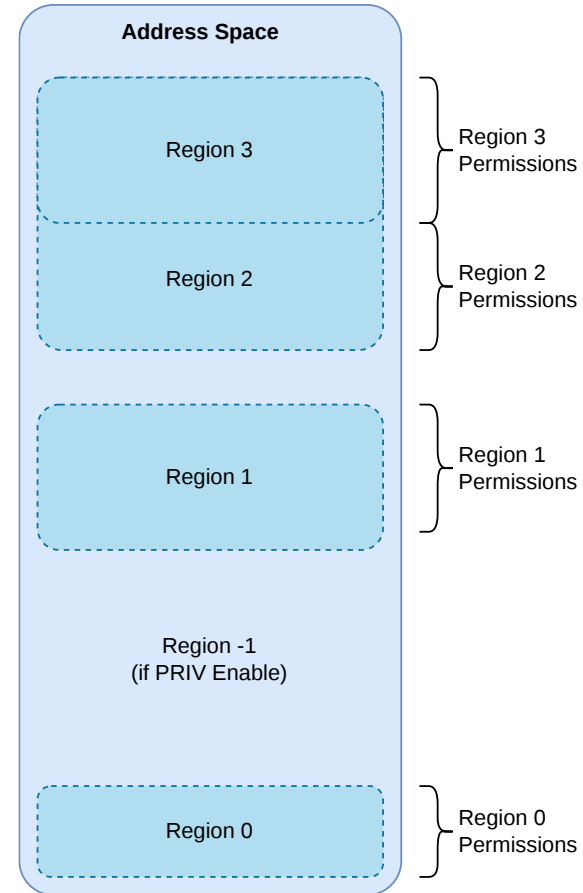 Address Space
Region 3
Region 3
Permissions
Region 2
Region 2
Permissions
Region 1
Region 1
Permissions
Region -1
(if PRIV Enable)
Region 0
Region 0
Permissions